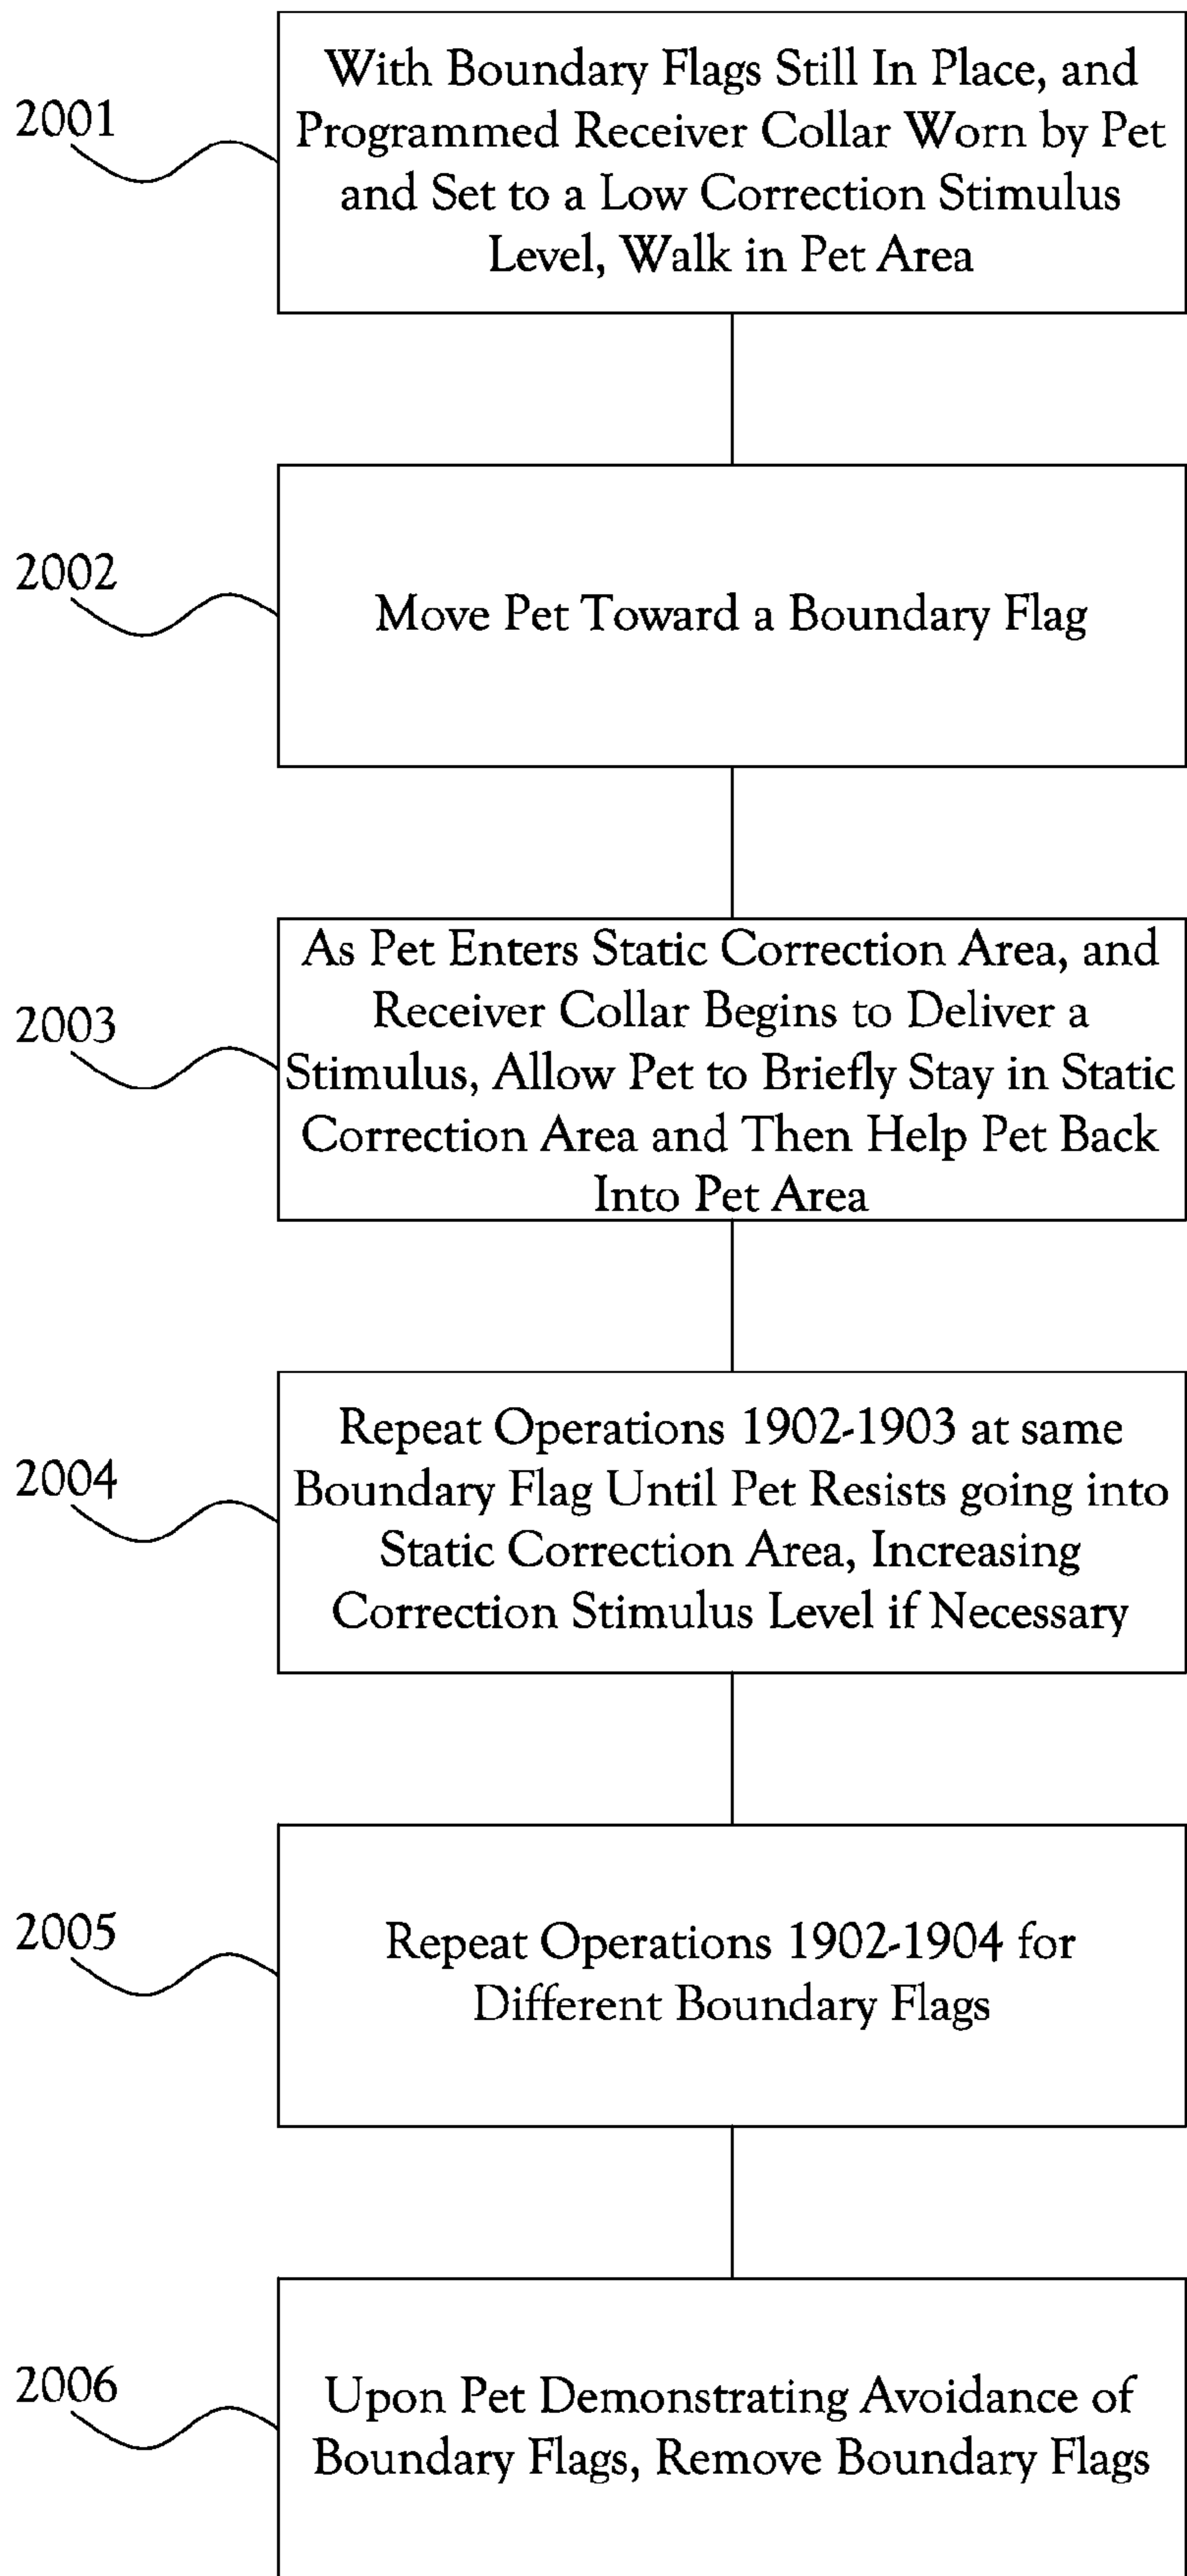 2001
With Boundary Flags Still In Place, and
Programmed Receiver Collar Worn by Pet
and Set to a Low Correction Stimulus
Level, Walk in Pet Area
2002
Move Pet Toward a Boundary Flag
2003
As Pet Enters Static Correction Area, and
Receiver Collar Begins to Deliver a
Stimulus, Allow Pet to Briefly Stay in Static
Correction Area and Then Help Pet Back
Into Pet Area
2004
Repeat Operations 1902-1903 at same
Boundary Flag Until Pet Resists going into
Static Correction Area, Increasing
Correction Stimulus Level if Necessary
2005
Repeat Operations 1902-1904 for
Different Boundary Flags
2006
Upon Pet Demonstrating Avoidance of
Boundary Flags, Remove Boundary Flags